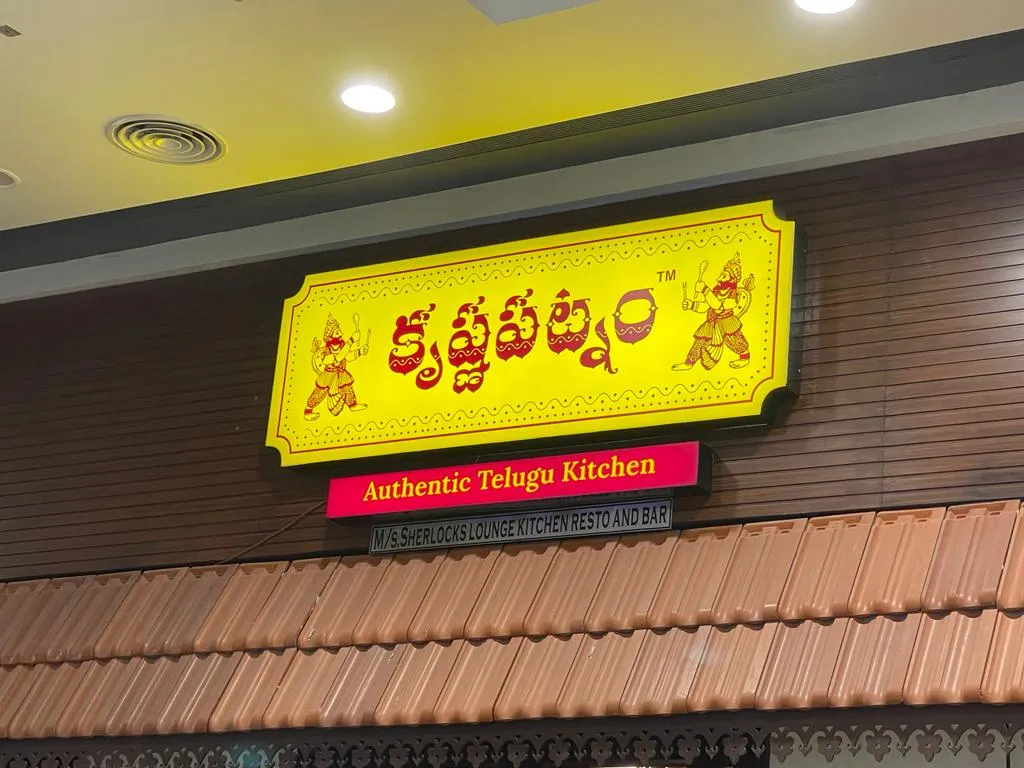 కృష్ణపట్నం TM
Authentic Telugu Kitchen
M/s.SHERLOCKS LOUNGE KITCHEN RESTO AND BAR